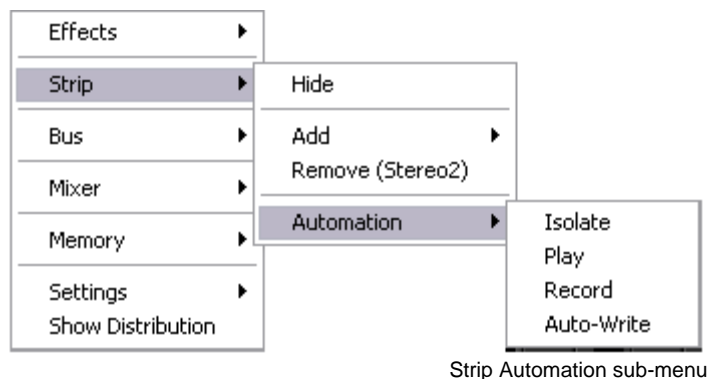 Effects
Strip
Bus
Mixer
Memory
Settings
Show Distribution
Hide
Add
Remove (Stereo2)
Automation
Isolate
Play
Record
Auto-Write
Strip Automation sub-menu